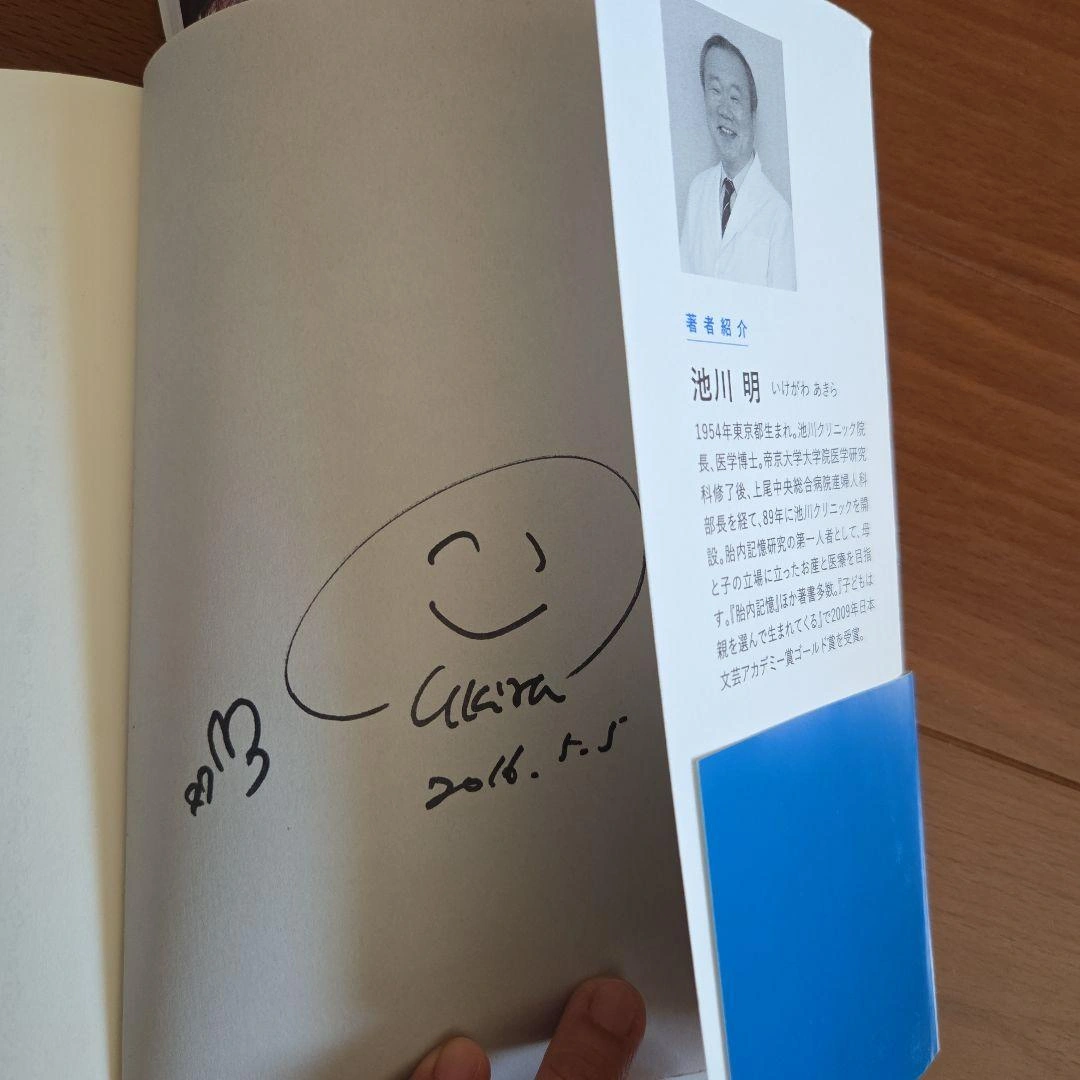 Akira
2016.5.5
著者紹介
池川 明 いけがわ あきら
1954年東京都生まれ。池川クリニック院
長、医学博士。帝京大学大学院医学研究
科修了後、上尾中央総合病院産婦人科
部長を経て、89年に池川クリニックを開
設。胎内記憶研究の第一人者として、母
と子の立場に立ったお産と医療を目指
す。『胎内記憶』ほか著書多数。『子どもは
親を選んで生まれてくる』で2009年日本
文芸アカデミー賞ゴールド賞を受賞。